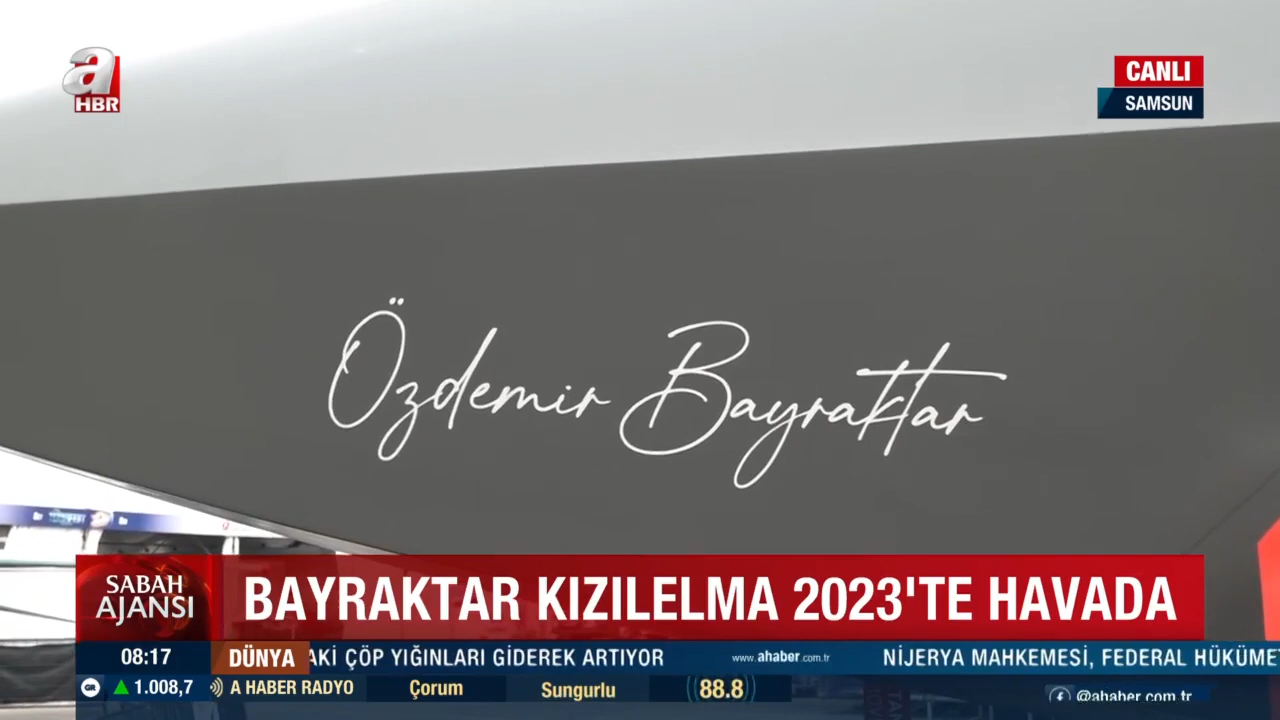 a
HBR
CANLI
SAMSUN
Özdemir Bayraktar
SABAH
AJANSI
BAYRAKTAR KIZILELMA 2023'TE HAVADA
08:17
DÜNYA
AKİ ÇÖP YIĞINLARI GİDEREK ARTIYOR
www.ahaber.com.tr
NİJERYA MAHKEMESİ, FEDERAL HÜKÜME
GR
1.008,7
A HABER RADYO
Çorum
Sungurlu
88.8
@ahaber.com.tr